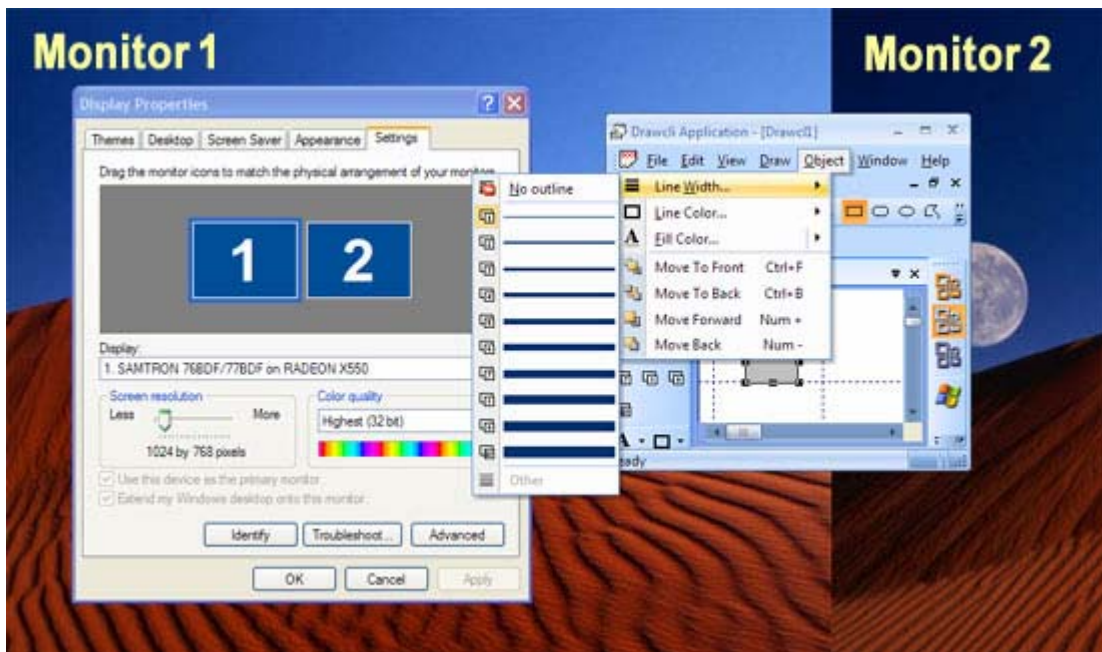 Monitor 1
Monitor 2
Display Properties
Themes Desktop Screen Saver Appearance Settings
Drag the monitor icons to match the physical arrangement of your monitors.
1 2
Display:
1. SAMTRON 76BDF/77BDF on RADEON X550
Screen resolution
Less More
1024 by 768 pixels
Color quality
Highest (32 bit)
Use this device as the primary monitor.
Extend my Windows desktop onto this monitor.
Identify Troubleshoot... Advanced
OK Cancel Apply
No outline
Other
Drawcli Application - [Drawcl1]
File Edit View Draw Object Window Help
Line Width...
Line Color...
Fill Color...
Move To Front Ctrl+F
Move To Back Ctrl+B
Move Forward Num +
Move Back Num -
A
eady